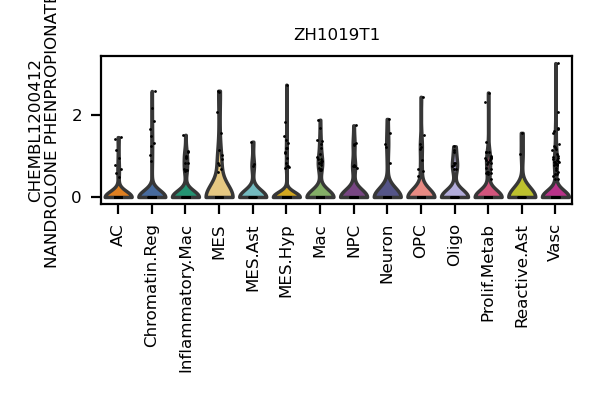 ZH1019T1
CHEMBL1200412
NANDROLONE PHENPROPIONATE
2
0
AC
Chromatin.Reg
Inflammatory.Mac
MES
MES.Ast
MES.Hyp
Mac
NPC
Neuron
OPC
Oligo
Prolif.Metab
Reactive.Ast
Vasc